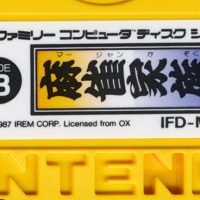 ファミリー コンピュータ ディスク シ
DE
B
マージャン か ぞく
麻雀家族
1987 IREM CORP. Licensed from OX
IFD-M
NTEN